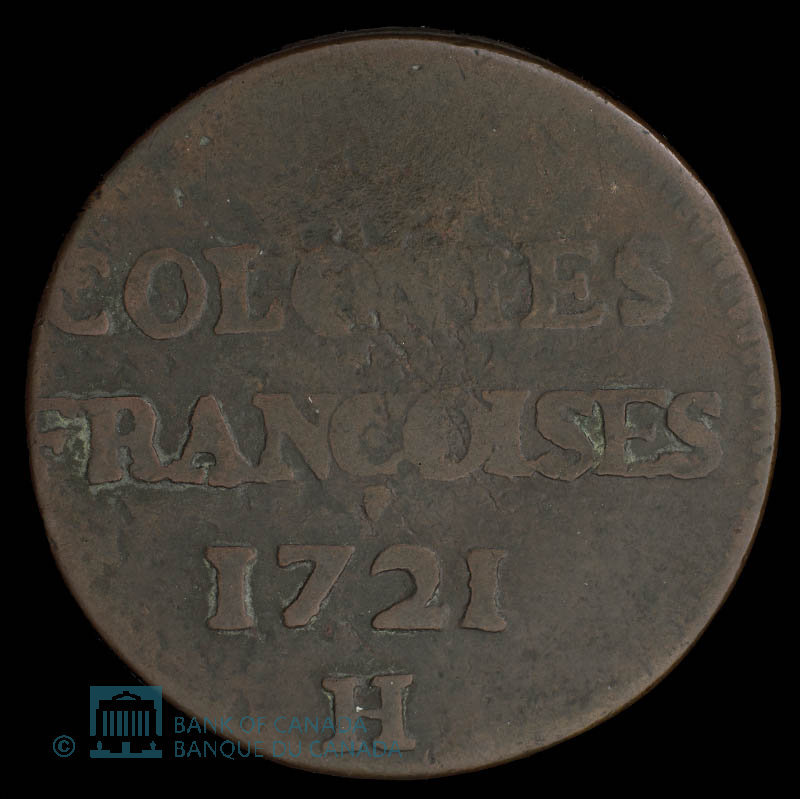 COLONIES
FRANCOISES
1721
H
© BANK OF CANADA
BANQUE DU CANADA